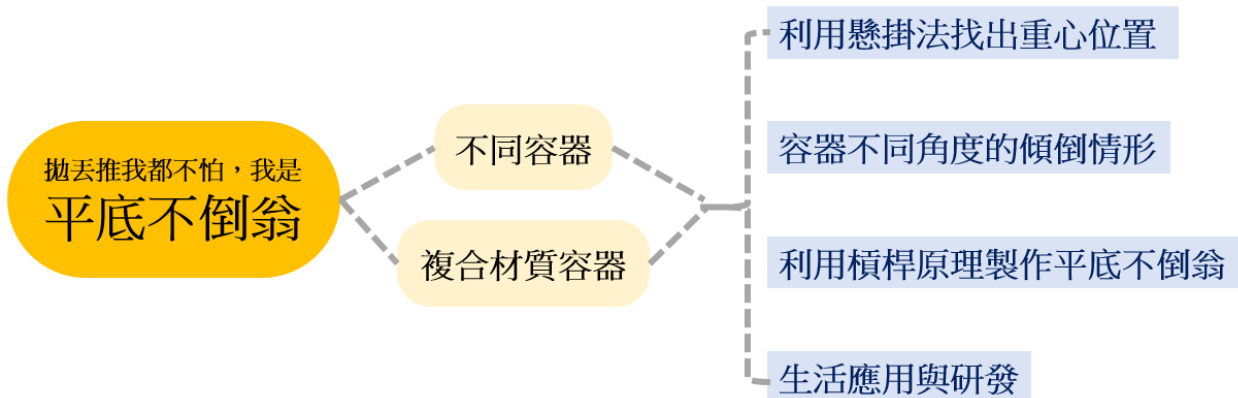 拋丟推我都不怕，我是
平底不倒翁
不同容器
複合材質容器
利用懸掛法找出重心位置
容器不同角度的傾倒情形
利用槓桿原理製作平底不倒翁
生活應用與研發